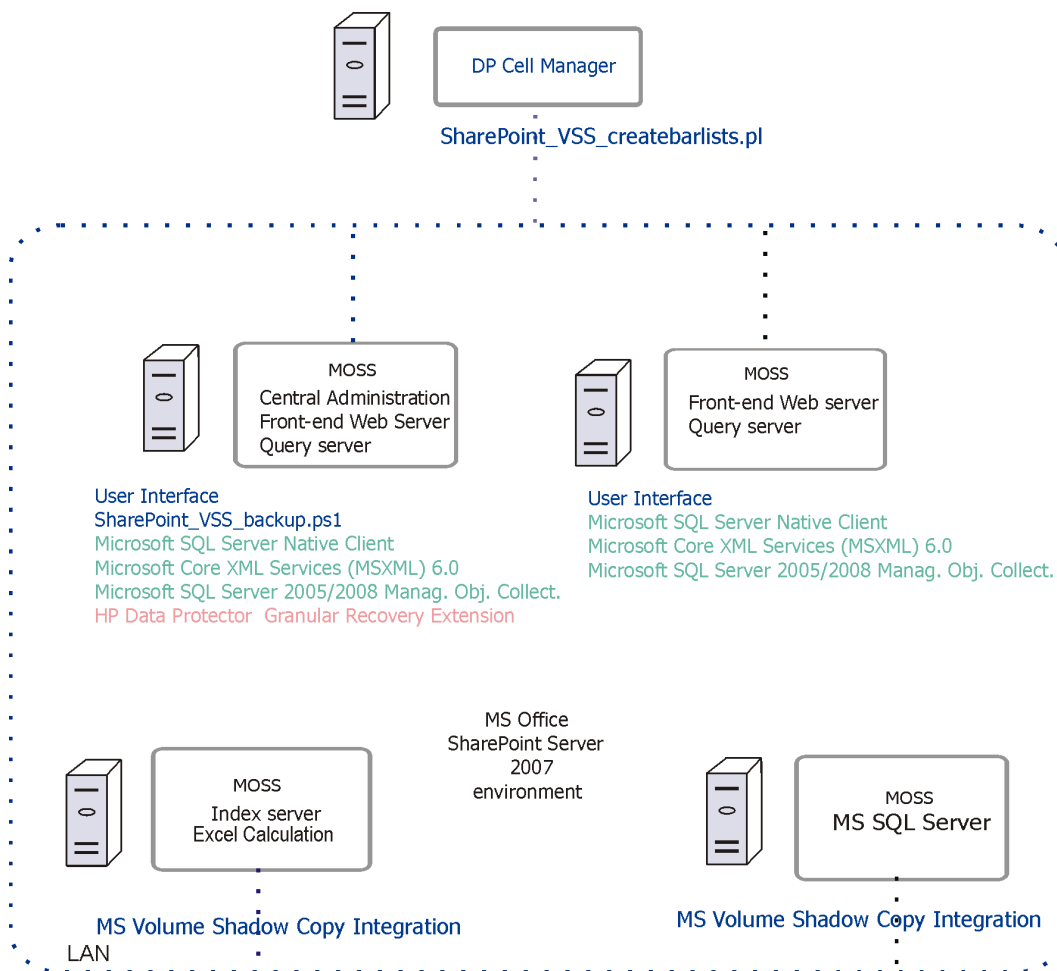 DP Cell Manager
SharePoint_VSS_createbarlists.pl
MOSS
Central Administration
Front-end Web Server
Query server
User Interface
SharePoint_VSS_backup.ps1
Microsoft SQL Server Native Client
Microsoft Core XML Services (MSXML) 6.0
Microsoft SQL Server 2005/2008 Manag. Obj. Collect.
HP Data Protector Granular Recovery Extension
MOSS
Front-end Web server
Query server
User Interface
Microsoft SQL Server Native Client
Microsoft Core XML Services (MSXML) 6.0
Microsoft SQL Server 2005/2008 Manag. Obj. Collect.
MS Office
SharePoint Server
2007
environment
MOSS
Index server
Excel Calculation
MS Volume Shadow Copy Integration
MOSS
MS SQL Server
MS Volume Shadow Copy Integration
LAN